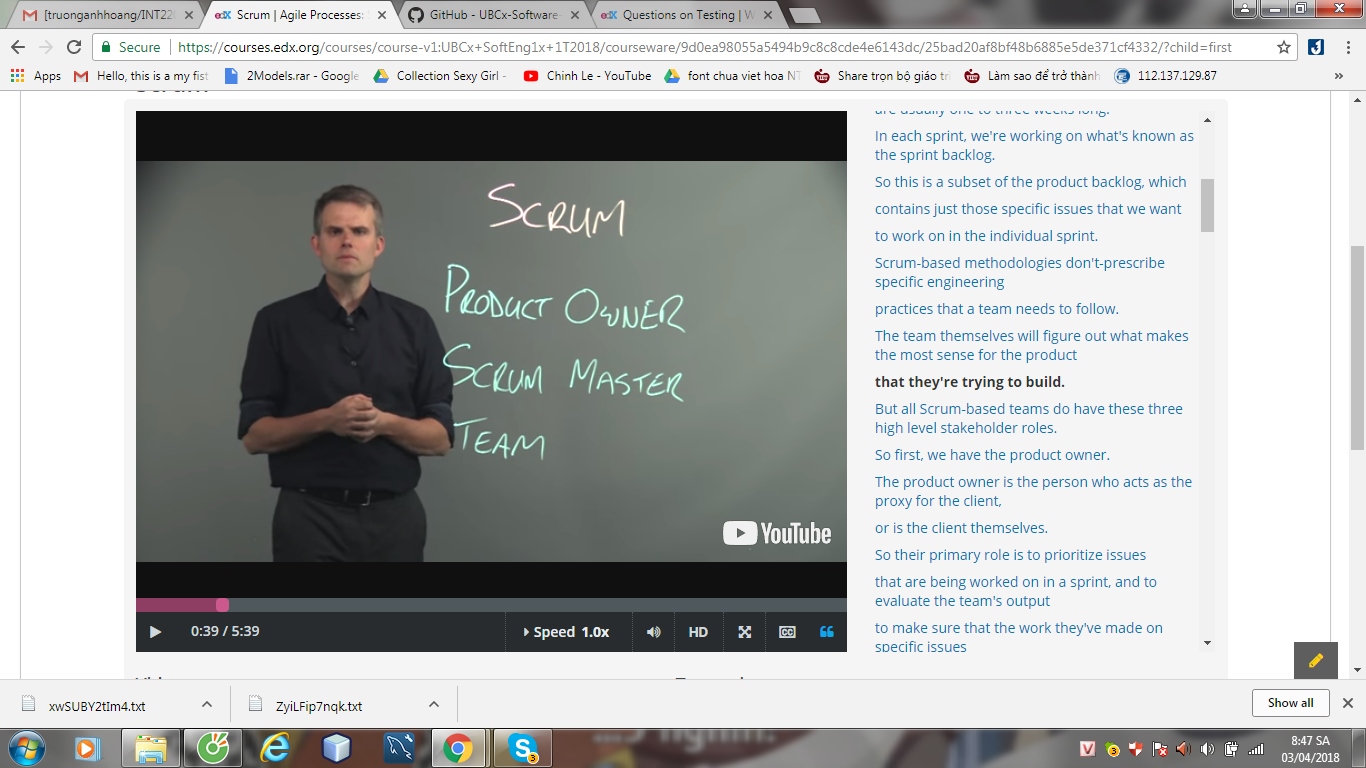 [truonganhhoang/INT22
Scrum | Agile Processes:
GitHub - UBCx-Software-
Questions on Testing | W
Secure
https://courses.edx.org/courses/course-v1:UBCx+SoftEng1x+1T2018/courseware/9d0ea98055a5494b9c8c8cde4e6143dc/25bad20af8bf48b6885e5de371cf4332/?child=first
Apps
Hello, this is a my fist
2Models.rar - Google
Collection Sexy Girl -
Chinh Le - YouTube
font chua viet hoa NT
Share trọn bộ giáo trì
Làm sao để trở thành
112.137.129.87
»
Scrum
SCRUM
PRODUCT OWNER
SCRUM MASTER
TEAM
YouTube
0:39 / 5:39
Speed 1.0x
HD
CC
are usually one to three weeks long.
In each sprint, we're working on what's known as
the sprint backlog.
So this is a subset of the product backlog, which
contains just those specific issues that we want
to work on in the individual sprint.
Scrum-based methodologies don't-prescribe
specific engineering
practices that a team needs to follow.
The team themselves will figure out what makes
the most sense for the product
that they're trying to build.
But all Scrum-based teams do have these three
high level stakeholder roles.
So first, we have the product owner.
The product owner is the person who acts as the
proxy for the client,
or is the client themselves.
So their primary role is to prioritize issues
that are being worked on in a sprint, and to
evaluate the team's output
to make sure that the work they've made on
specific issues
xwSUBY2tIm4.txt
ZyiLFip7nqk.txt
Show all
8:47 SA
03/04/2018